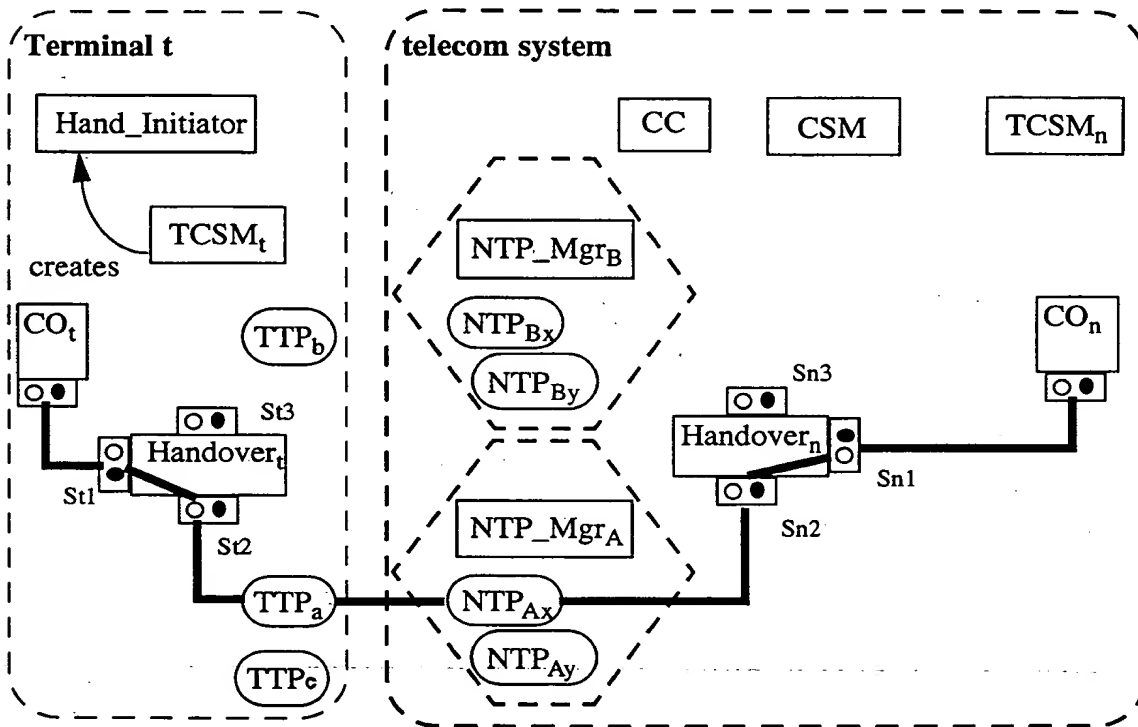 Terminal t
telecom system
Hand_Initiator
CC
CSM
TCSMn
TCSMt
NTP_MgrB
creates
COt
TTPb
NTPBx
COn
NTPBy
Sn3
St3
Handovert
Handovern
St1
Sn1
NTP_MgrA
Sn2
St2
TTPa
NTPAx
NTPAy
TTPc